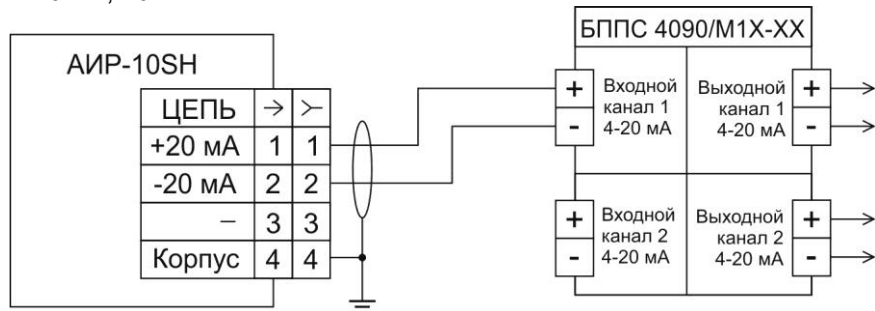 АИР-10SH
ЦЕПЬ
+20 мА 1 1
-20 мА 2 2
– 3 3
Корпус 4 4
БППС 4090/М1Х-ХХ
+ Входной канал 1 4-20 мА -
Выходной канал 1 4-20 мА + -
+ Входной канал 2 4-20 мА -
Выходной канал 2 4-20 мА + -